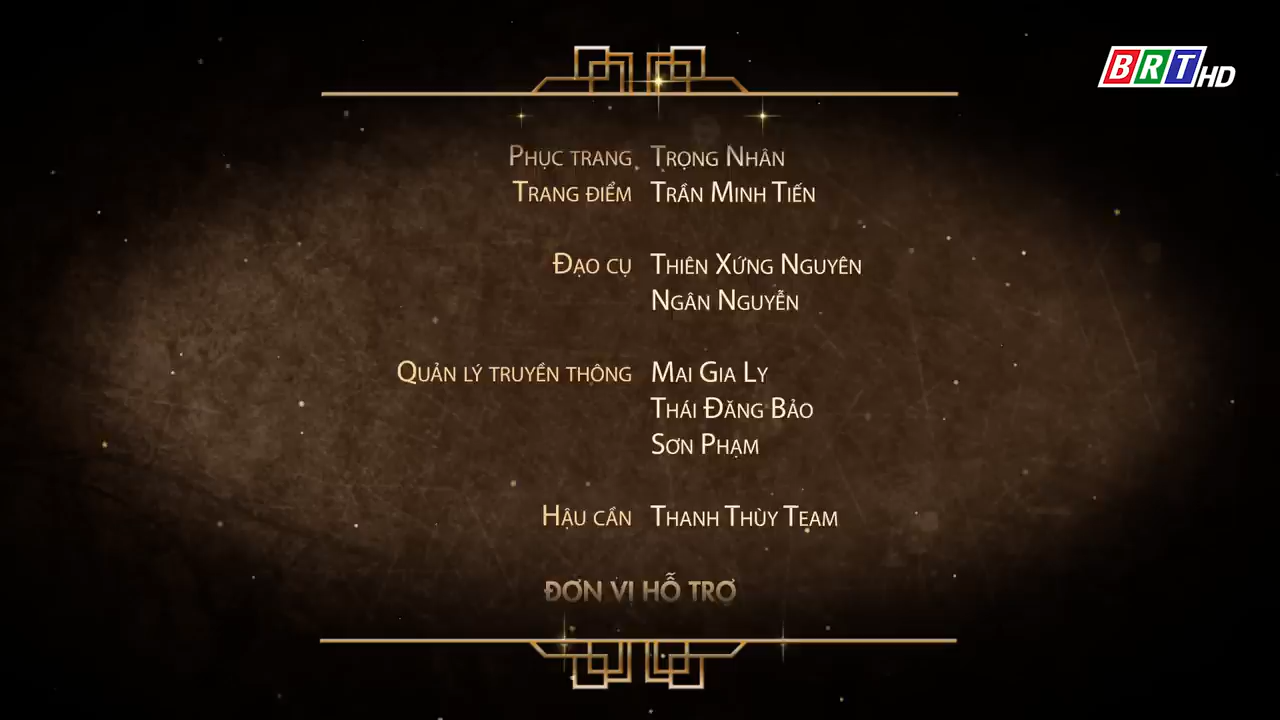 BRT HD
PHỤC TRANG TRỌNG NHÂN
TRANG ĐIỂM TRẦN MINH TIẾN
ĐẠO CỤ THIÊN XỨNG NGUYÊN
NGÂN NGUYỄN
QUẢN LÝ TRUYỀN THÔNG MAI GIA LY
THÁI ĐĂNG BẢO
SƠN PHẠM
HẬU CẦN THANH THÙY TEAM
ĐƠN VỊ HỖ TRỢ